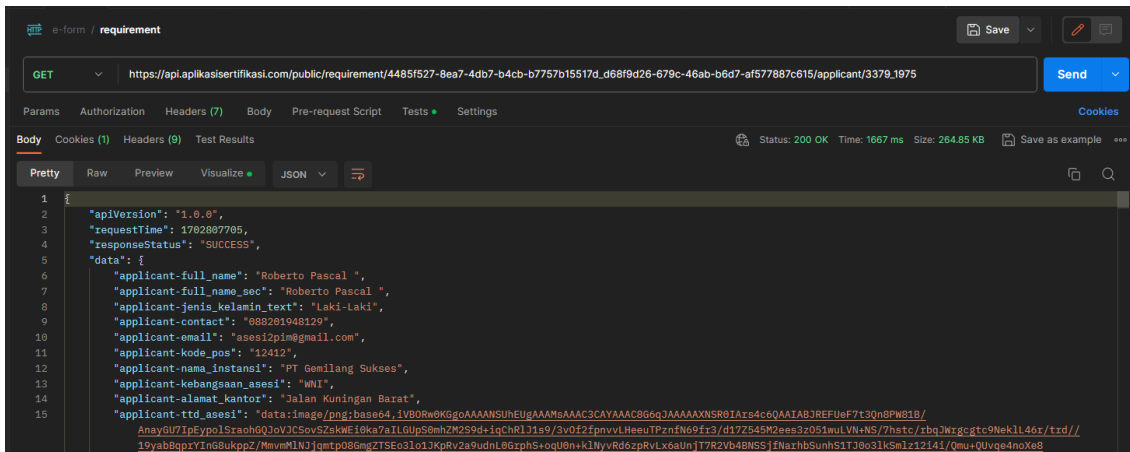 HTTP e-form / requirement Save
GET https://api.aplikasisertifikasi.com/public/requirement/4485f527-8ea7-4db7-b4cb-b7757b15517d_d68f9d26-679c-46ab-b6d7-af577887c615/applicant/3379_1975 Send
Params Authorization Headers (7) Body Pre-request Script Tests Settings Cookies
Body Cookies (1) Headers (9) Test Results Status: 200 OK Time: 1667 ms Size: 264.85 KB Save as example
Pretty Raw Preview Visualize JSON
1 {
2 "apiVersion": "1.0.0",
3 "requestTime": 1702807705,
4 "responseStatus": "SUCCESS",
5 "data": {
6 "applicant-full_name": "Roberto Pascal ",
7 "applicant-full_name_sec": "Roberto Pascal ",
8 "applicant-jenis_kelamin_text": "Laki-Laki",
9 "applicant-contact": "088201948129",
10 "applicant-email": "asesi2pim@gmail.com",
11 "applicant-kode_pos": "12412",
12 "applicant-nama_instansi": "PT Gemilang Sukses",
13 "applicant-kebangsaan_asesi": "WNI",
14 "applicant-alamat_kantor": "Jalan Kuningan Barat",
15 "applicant-ttd_asesi": "data:image/png;base64,